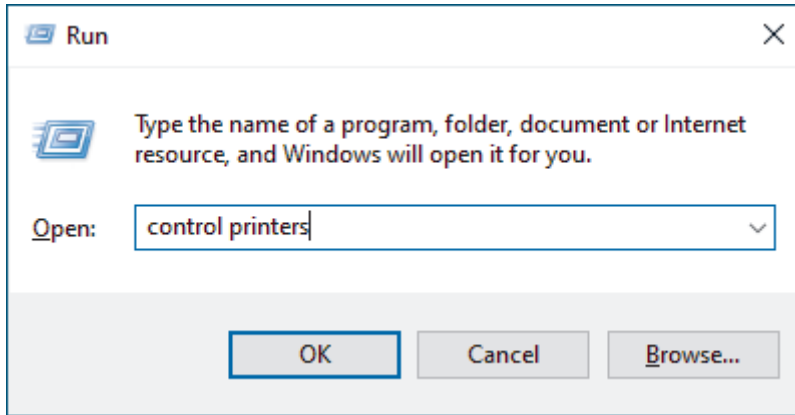 Run
Type the name of a program, folder, document or Internet
resource, and Windows will open it for you.
Open: control printers
OK Cancel Browse...